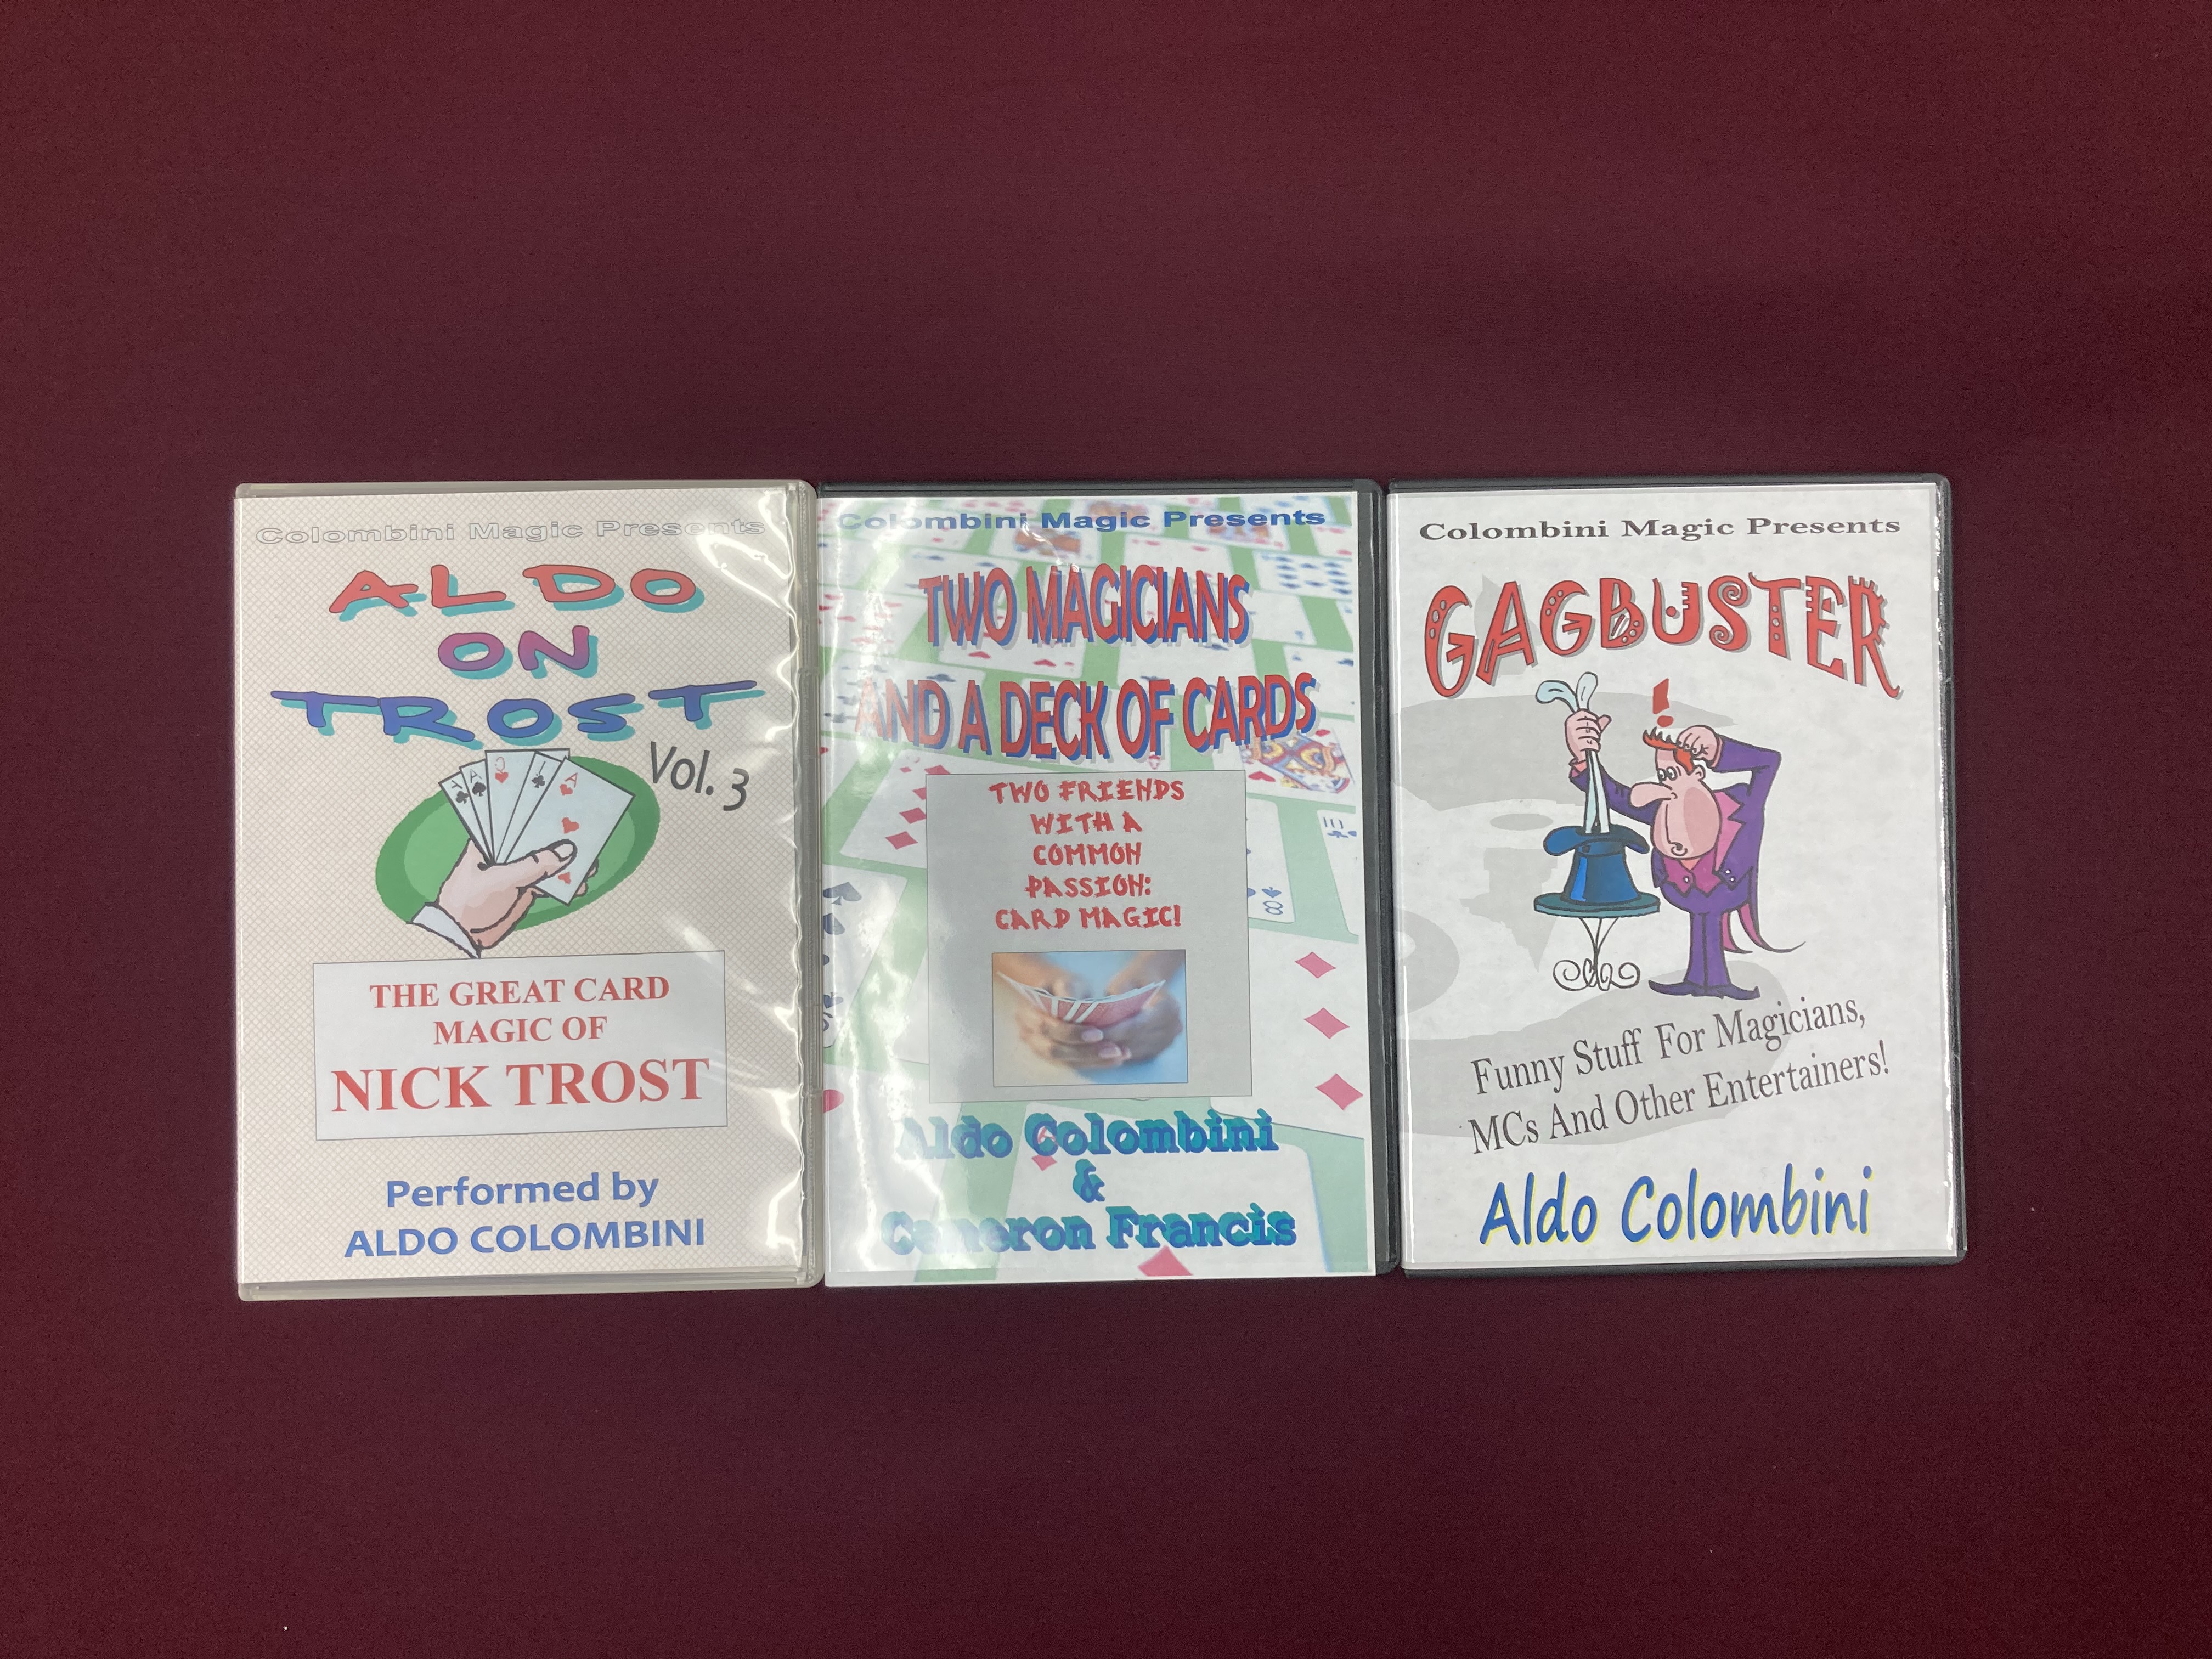 Colombini Magic Presents
ALDO
ON
TROST
Vol. 3
THE GREAT CARD
MAGIC OF
NICK TROST
Performed by
ALDO COLOMBINI
Colombini Magic Presents
TWO MAGICIANS
AND A DECK OF CARDS
TWO FRIENDS
WITH A
COMMON
PASSION:
CARD MAGIC!
Aldo Colombini
&
Cameron Francis
Colombini Magic Presents
GAGBUSTER
!
Funny Stuff For Magicians,
MCs And Other Entertainers!
Aldo Colombini